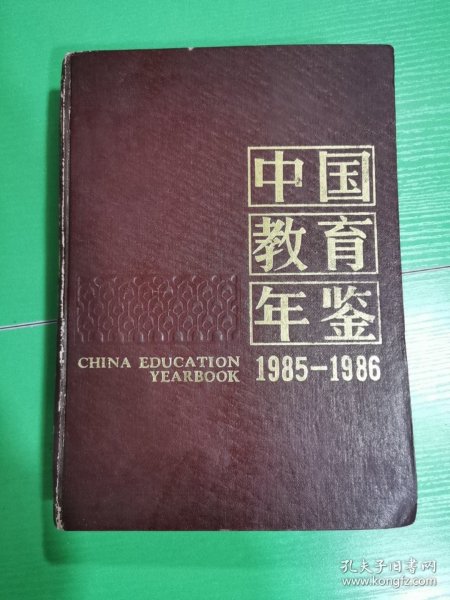 中国
教育
年鉴
CHINA EDUCATION
YEARBOOK
1985-1986
孔夫子旧书网
www.kongfz.com